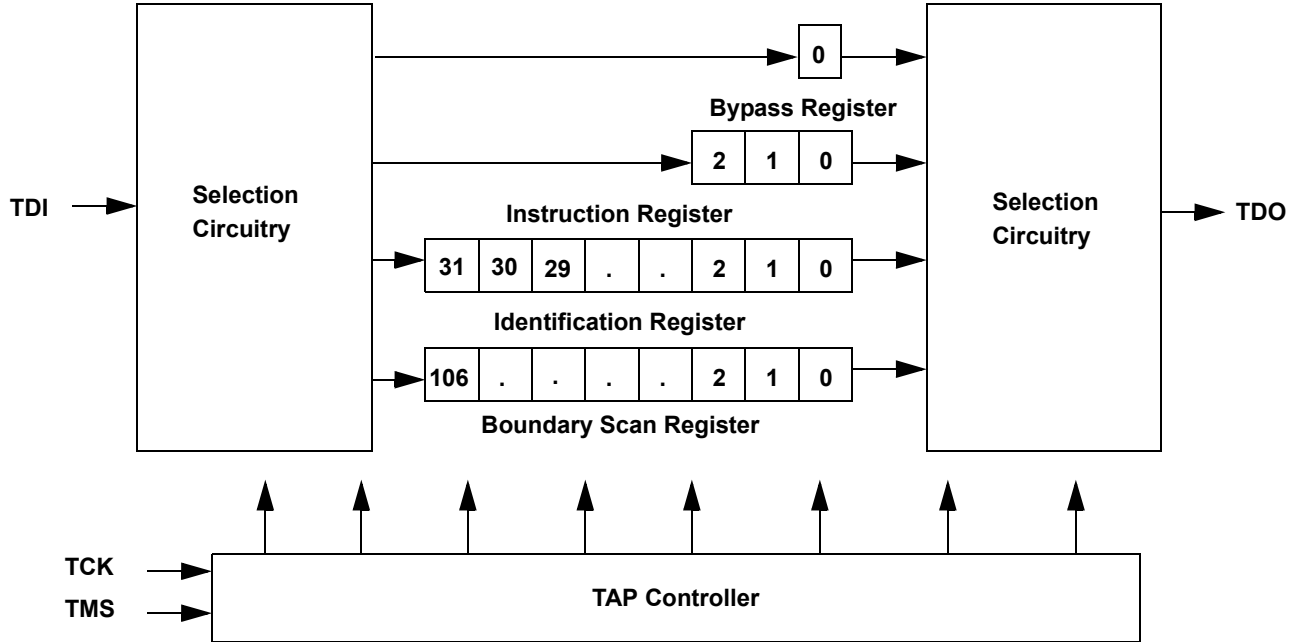 0
Bypass Register
2 1 0
TDI
Selection
Circuitry
Instruction Register
Selection
Circuitry
TDO
31 30 29 . . 2 1 0
Identification Register
106 . . . . 2 1 0
Boundary Scan Register
TCK
TMS
TAP Controller